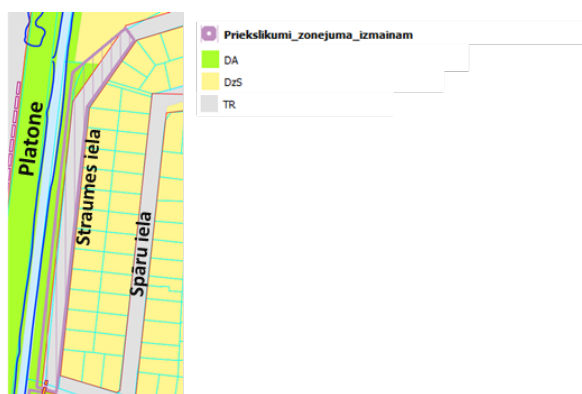 Platone
Straumes iela
Spāru iela
Priekslikumi_zonejuma_izmainam
DA
DzS
TR